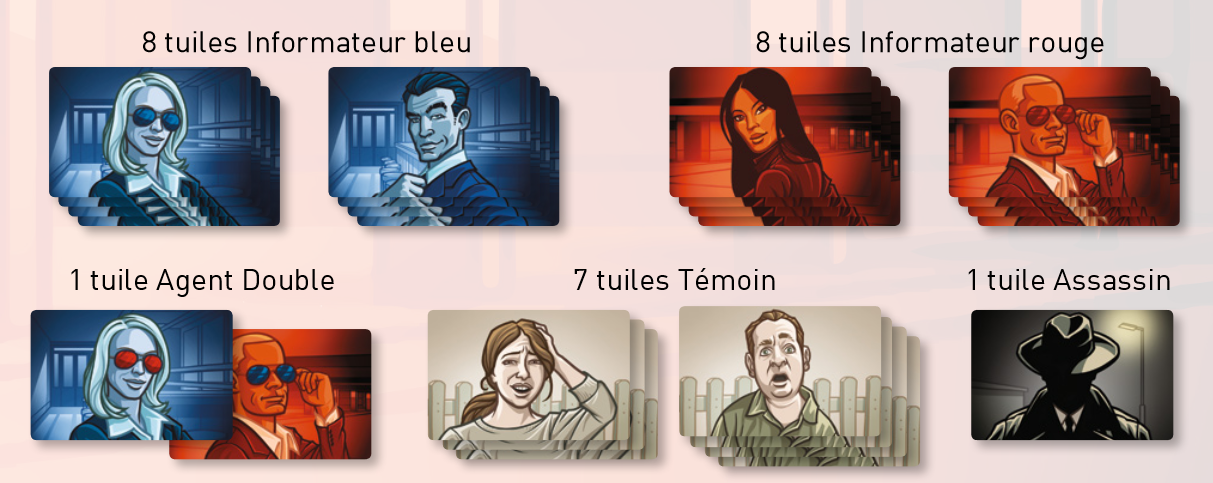 8 tuiles Informateur bleu
8 tuiles Informateur rouge
1 tuile Agent Double
7 tuiles Témoin
1 tuile Assassin